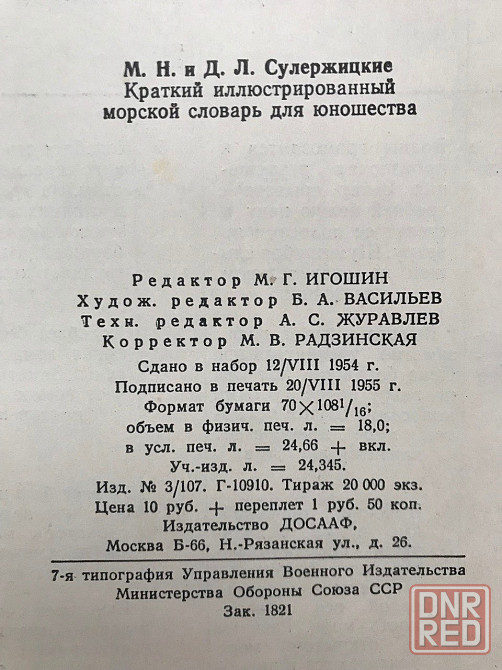 М. Н. и Д. Л. Сулержицкие
Краткий иллюстрированный
морской словарь для юношества
Редактор М. Г. ИГОШИН
Худож. редактор Б. А. ВАСИЛЬЕВ
Техн. редактор А. С. ЖУРАВЛЕВ
Корректор М. В. РАДЗИНСКАЯ
Сдано в набор 12/VIII 1954 г.
Подписано в печать 20/VIII 1955 г.
Формат бумаги 70×108¹/₁₆;
объем в физич. печ. л. = 18,0;
в усл. печ. л. = 24,66 + вкл.
Уч.-изд. л. = 24,345.
Изд. № 3/107. Г-10910. Тираж 20 000 экз.
Цена 10 руб. + переплет 1 руб. 50 коп.
Издательство ДОСААФ,
Москва Б-66, Н.-Рязанская ул., д. 26.
7-я типография Управления Военного Издательства
Министерства Обороны Союза ССР
Зак. 1821
DNR
RED